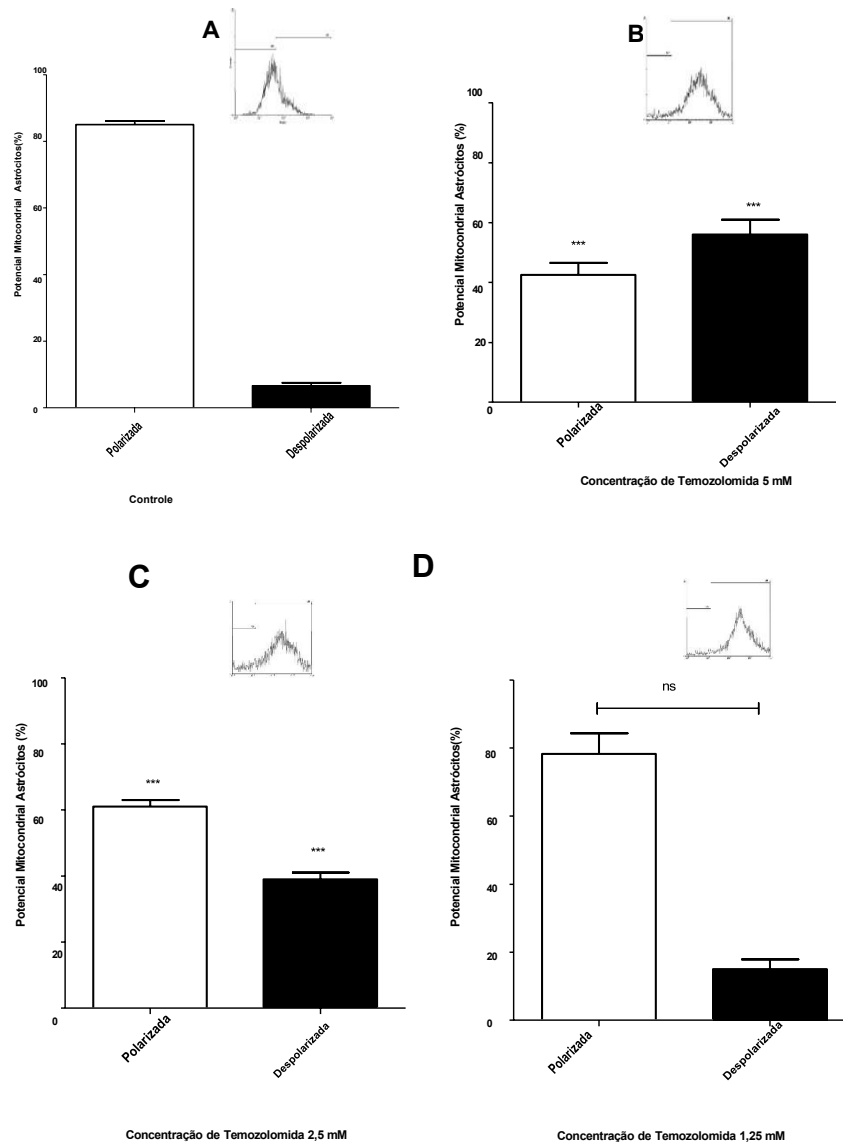 A
Potencial Mitocondrial Astrócitos(%)
100
80
60
40
20
0
Polarizada
Despolarizada
Controle
B
Potencial Mitocondrial Astrócitos (%)
100
80
60
40
20
0
***
***
Polarizada
Despolarizada
Concentração de Temozolomida 5 mM
C
Potencial Mitocondrial Astrócitos (%)
100
80
60
40
20
0
***
***
Polarizada
Despolarizada
Concentração de Temozolomida 2,5 mM
D
Potencial Mitocondrial Astrócitos(%)
80
60
40
20
0
ns
Polarizada
Despolarizada
Concentração de Temozolomida 1,25 mM